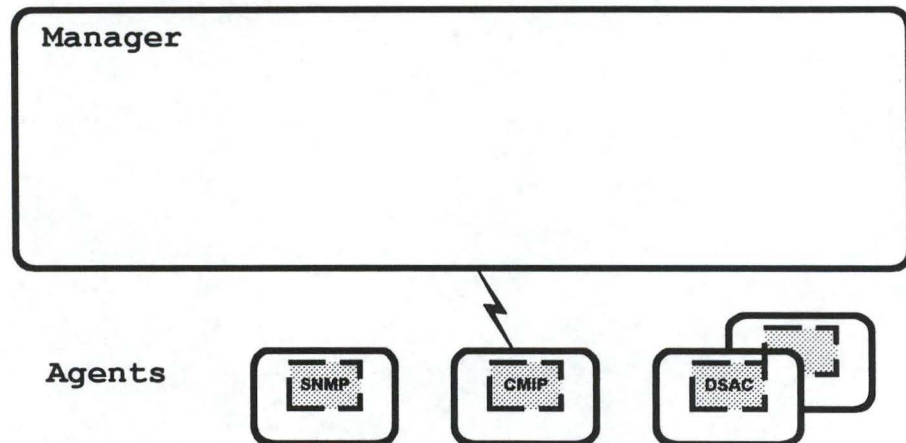 Manager
Agents
SNMP
CMIP
DSAC